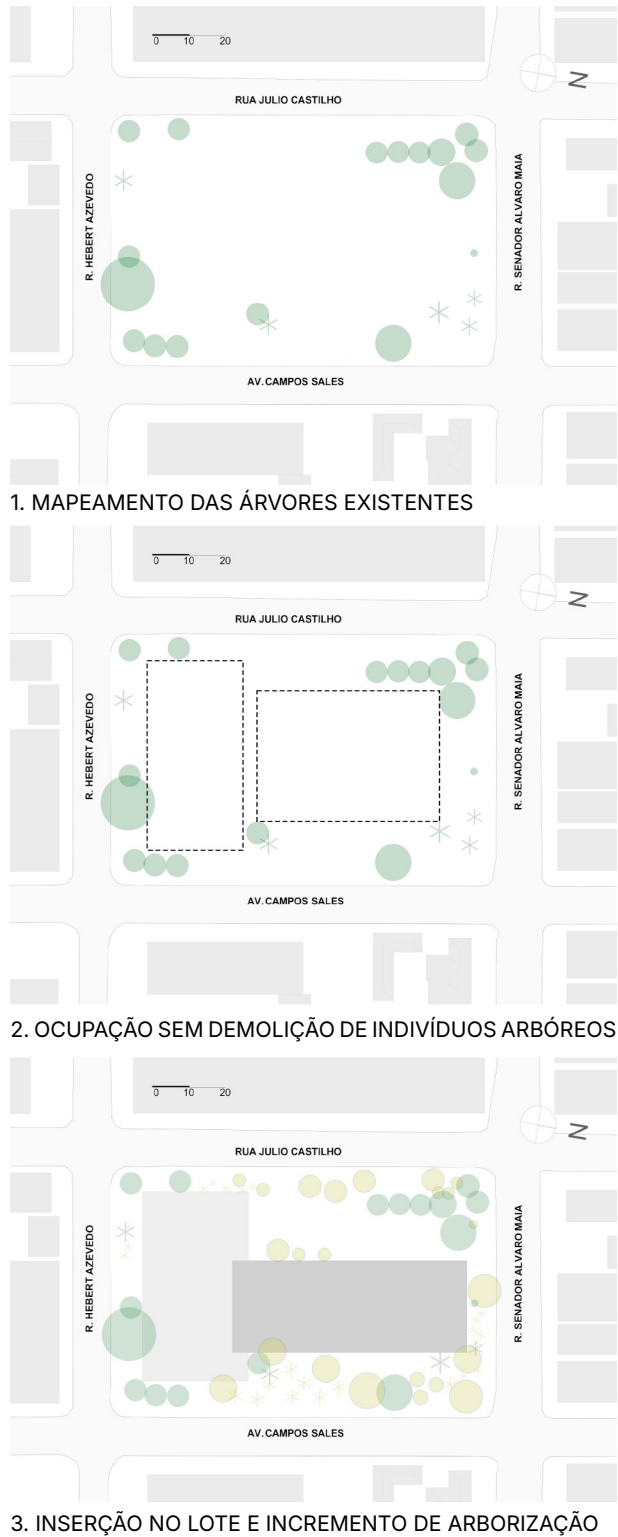 0 10 20
N
RUA JULIO CASTILHO
R. HEBERT AZEVEDO
R. SENADOR ALVARO MAIA
AV. CAMPOS SALES
1. MAPEAMENTO DAS ÁRVORES EXISTENTES
0 10 20
N
RUA JULIO CASTILHO
R. HEBERT AZEVEDO
R. SENADOR ALVARO MAIA
AV. CAMPOS SALES
2. OCUPAÇÃO SEM DEMOLIÇÃO DE INDIVÍDUOS ARBÓREOS
0 10 20
N
RUA JULIO CASTILHO
R. HEBERT AZEVEDO
R. SENADOR ALVARO MAIA
AV. CAMPOS SALES
3. INSERÇÃO NO LOTE E INCREMENTO DE ARBORIZAÇÃO